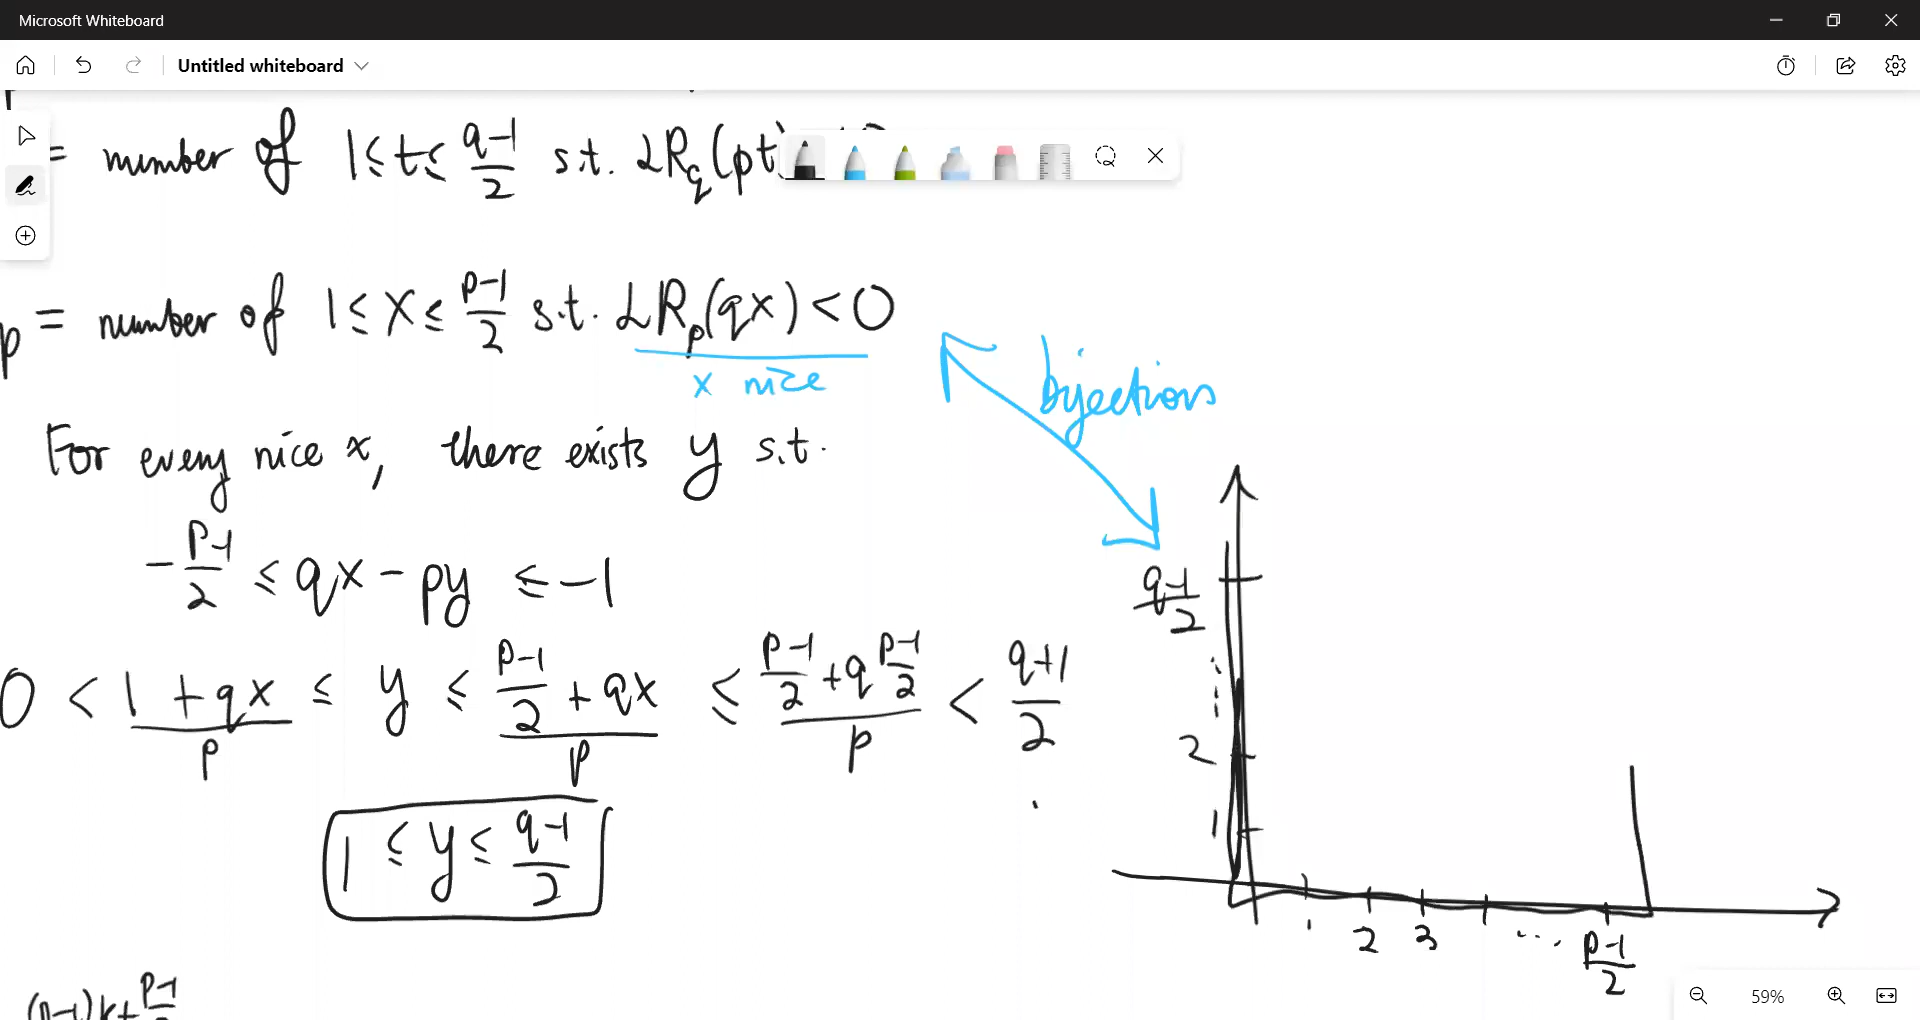 Microsoft Whiteboard
Untitled whiteboard
= number of 1 ≤ t ≤ (q-1)/2 s.t. LR_q(pt)
p = number of 1 ≤ x ≤ (p-1)/2 s.t. LR_p(qx) < 0
x nice
bijections
For every nice x, there exists y s.t.
-(p-1)/2 ≤ qx - py ≤ -1
0 < (1 + qx)/p ≤ y ≤ ((p-1)/2 + qx)/p ≤ ((p-1)/2 + q (p-1)/2)/p < (q+1)/2
1 ≤ y ≤ (q-1)/2
(q-1)/2
⋮
2
1
1 2 3 ... (p-1)/2
59%